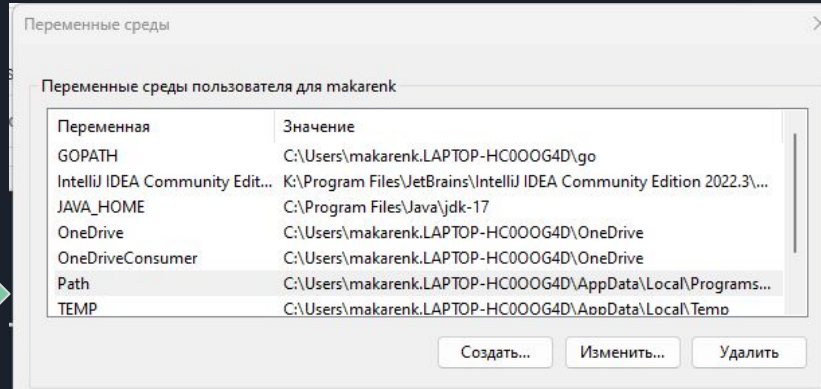 Переменные среды
Переменные среды пользователя для makarenk
Переменная Значение
GOPATH C:\Users\makarenk.LAPTOP-HC0OOG4D\go
IntelliJ IDEA Community Edit... K:\Program Files\JetBrains\IntelliJ IDEA Community Edition 2022.3\...
JAVA_HOME C:\Program Files\Java\jdk-17
OneDrive C:\Users\makarenk.LAPTOP-HC0OOG4D\OneDrive
OneDriveConsumer C:\Users\makarenk.LAPTOP-HC0OOG4D\OneDrive
Path C:\Users\makarenk.LAPTOP-HC0OOG4D\AppData\Local\Programs...
TEMP C:\Users\makarenk.LAPTOP-HC0OOG4D\AppData\Local\Temp
Создать... Изменить... Удалить